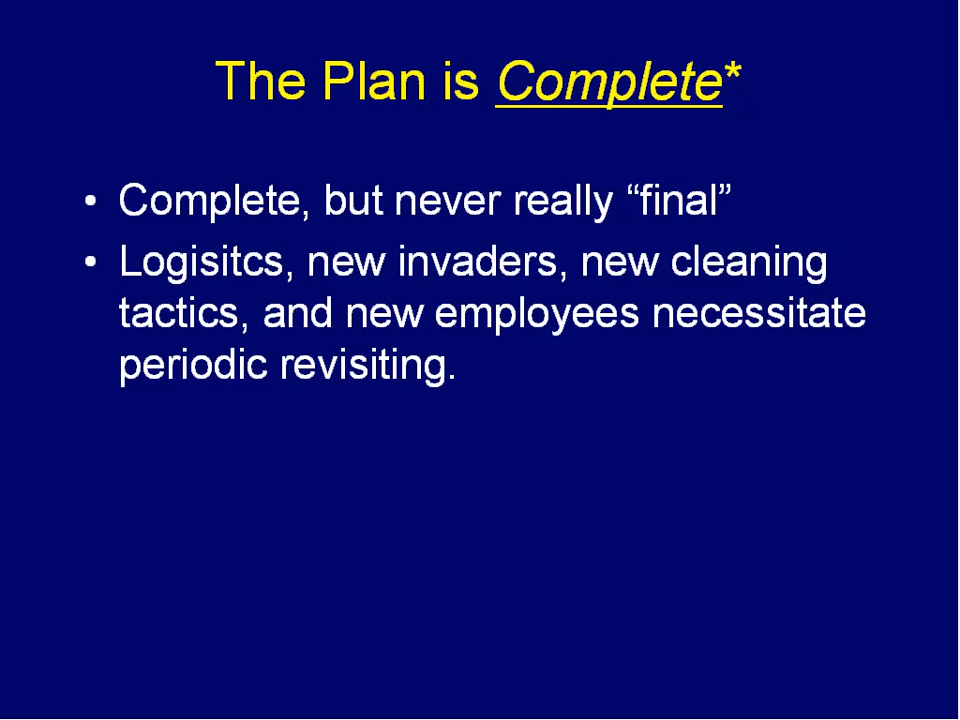 The Plan is Complete*
• Complete, but never really “final”
• Logisitcs, new invaders, new cleaning
tactics, and new employees necessitate
periodic revisiting.